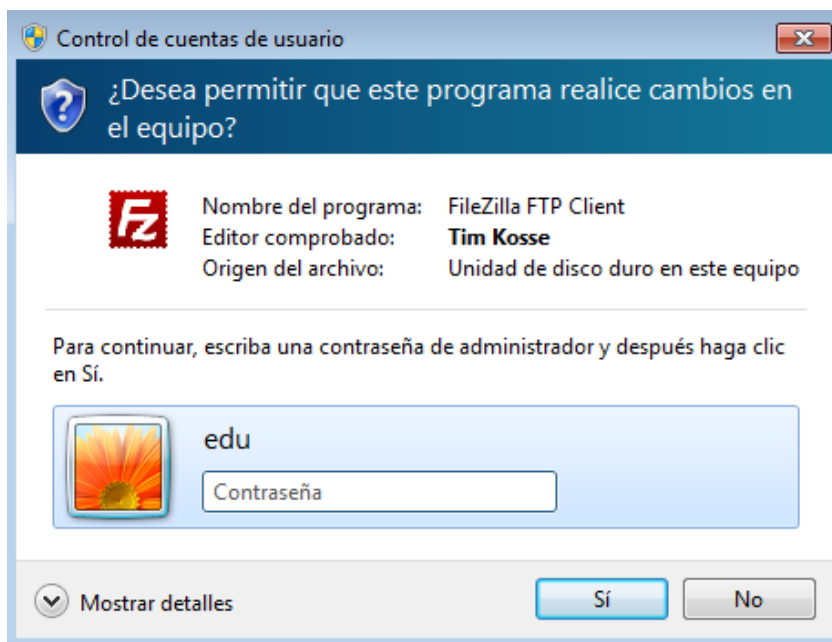 Control de cuentas de usuario
¿Desea permitir que este programa realice cambios en
el equipo?
Fz
Nombre del programa: FileZilla FTP Client
Editor comprobado: Tim Kosse
Origen del archivo: Unidad de disco duro en este equipo
Para continuar, escriba una contraseña de administrador y después haga clic
en Sí.
edu
Contraseña
Mostrar detalles
Sí
No